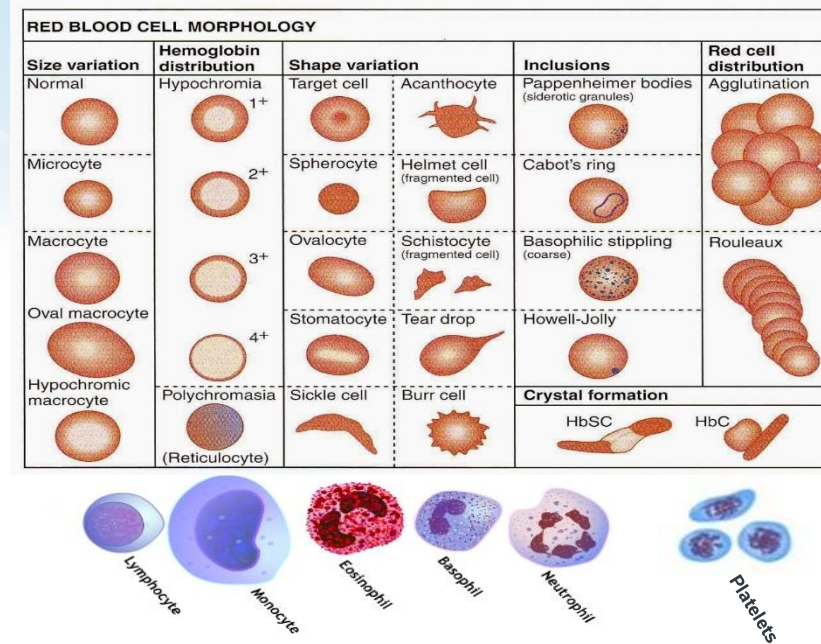 RED BLOOD CELL MORPHOLOGY
Size variation
Hemoglobin
distribution
Shape variation
Inclusions
Red cell
distribution
Normal
Hypochromia
1+
Target cell
Acanthocyte
Pappenheimer bodies
(siderotic granules)
Agglutination
Microcyte
2+
Spherocyte
Helmet cell
(fragmented cell)
Cabot's ring
Macrocyte
3+
Ovalocyte
Schistocyte
(fragmented cell)
Basophilic stippling
(coarse)
Rouleaux
Oval macrocyte
4+
Stomatocyte
Tear drop
Howell-Jolly
Hypochromic
macrocyte
Polychromasia
(Reticulocyte)
Sickle cell
Burr cell
Crystal formation
HbSC
HbC
Lymphocyte
Monocyte
Eosinophil
Basophil
Neutrophil
Platelets